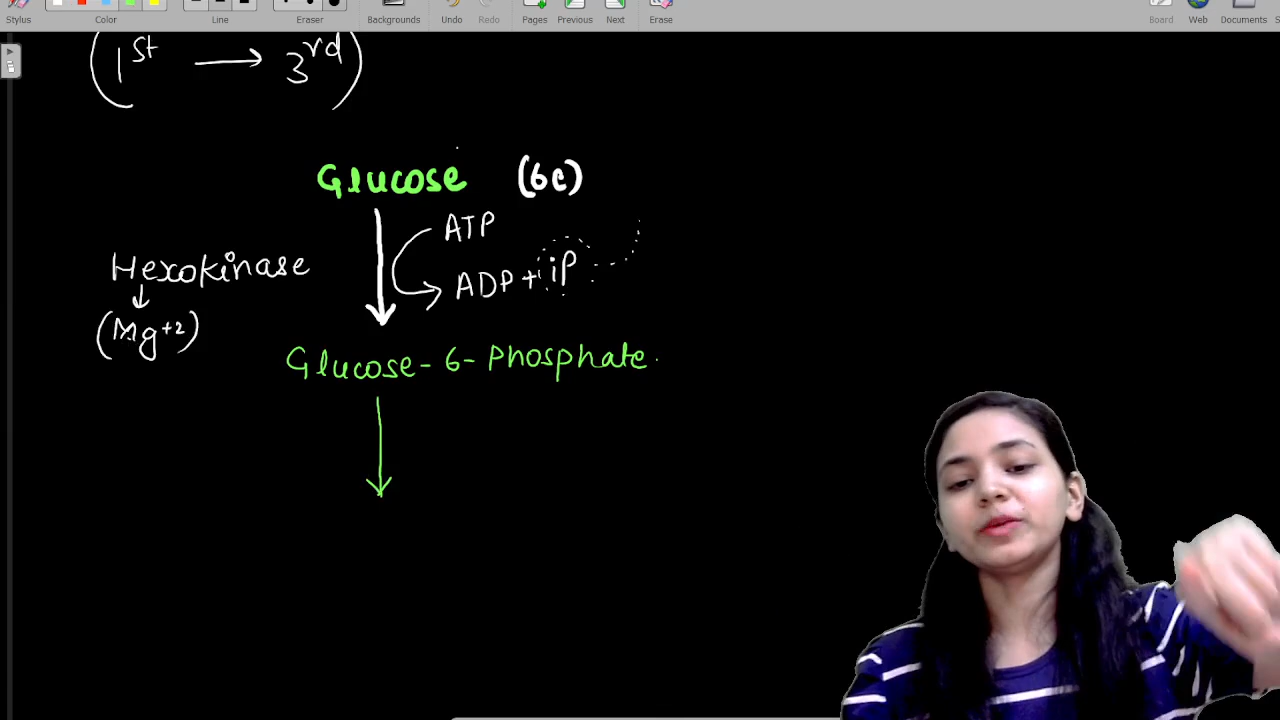 Stylus Color Line Eraser Backgrounds Undo Redo Pages Previous Next Erase Board Web Documents
(1st → 3rd)
Glucose (6c)
ATP
Hexokinase
ADP + iP
↓
(Mg+2)
Glucose-6-Phosphate